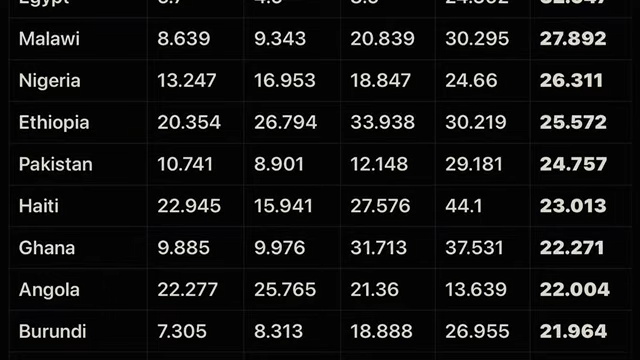 Malawi 8.639 9.343 20.839 30.295 27.892
Nigeria 13.247 16.953 18.847 24.66 26.311
Ethiopia 20.354 26.794 33.938 30.219 25.572
Pakistan 10.741 8.901 12.148 29.181 24.757
Haiti 22.945 15.941 27.576 44.1 23.013
Ghana 9.885 9.976 31.713 37.531 22.271
Angola 22.277 25.765 21.36 13.639 22.004
Burundi 7.305 8.313 18.888 26.955 21.964